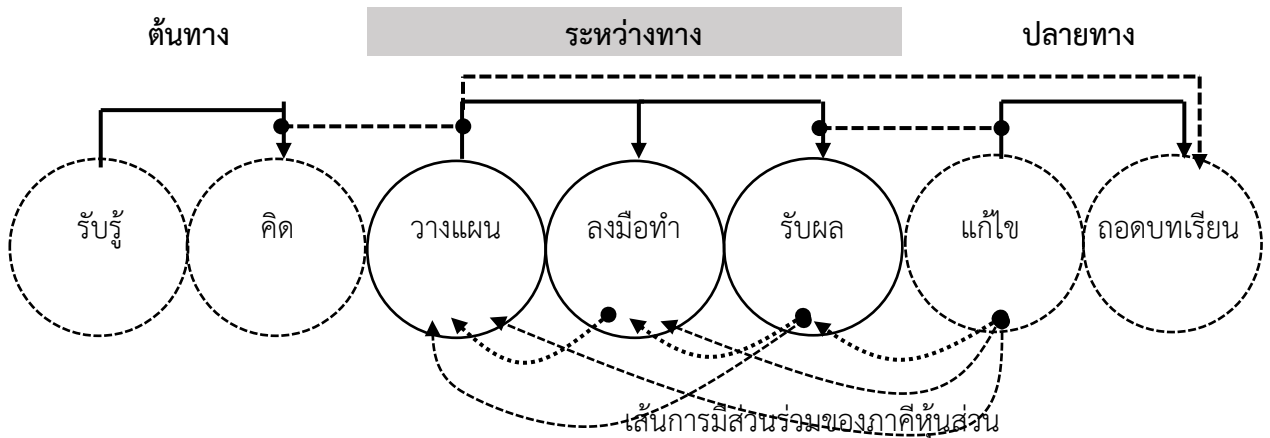 ต้นทาง ระหว่างทาง ปลายทาง
รับรู้ คิด วางแผน ลงมือทำ รับผล แก้ไข ถอดบทเรียน
เส้นการมีส่วนร่วมของภาคีหุ้นส่วน